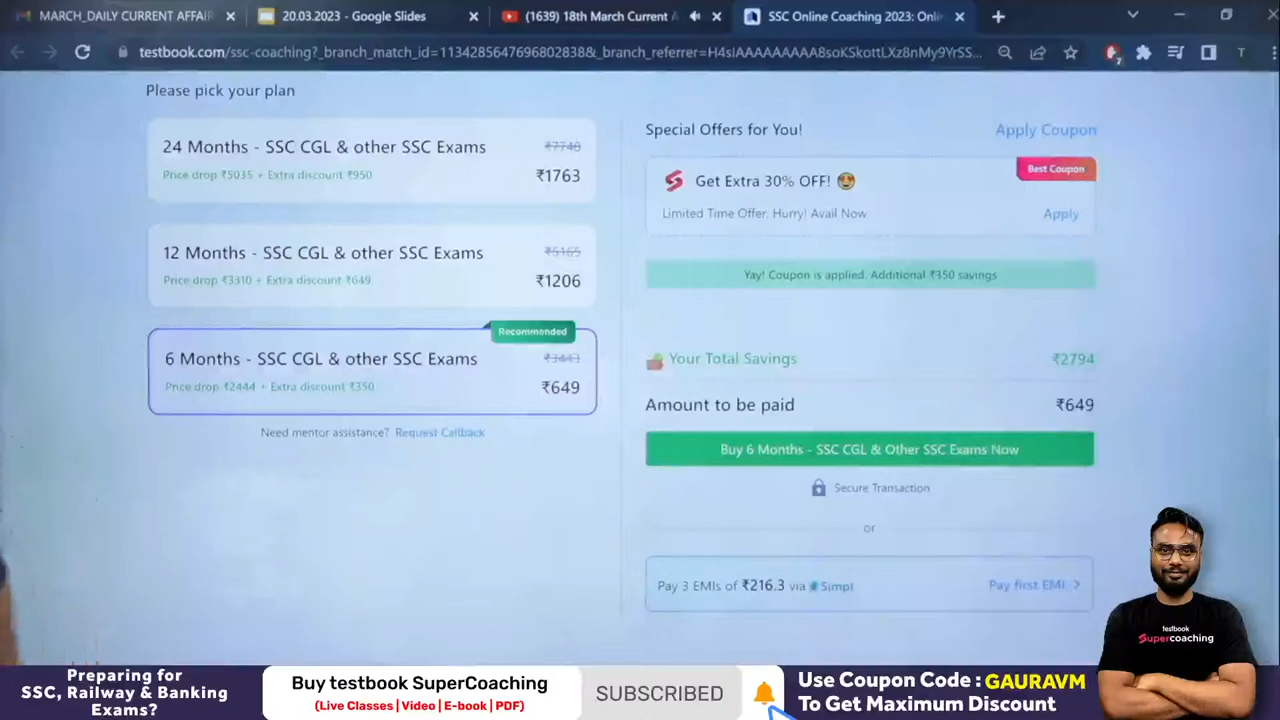 MARCH_DAILY CURRENT AFFAIR
20.03.2023 - Google Slides
(1639) 18th March Current A
SSC Online Coaching 2023: Onli
testbook.com/ssc-coaching?_branch_match_id=1134285647696802838&_branch_referrer=H4sIAAAAAAAAA8soKSkottLXz8nMy9YrSS...
T
Please pick your plan
24 Months - SSC CGL & other SSC Exams ₹7748
Price drop ₹5035 + Extra discount ₹950 ₹1763
12 Months - SSC CGL & other SSC Exams ₹5165
Price drop ₹3310 + Extra discount ₹649 ₹1206
Recommended
6 Months - SSC CGL & other SSC Exams ₹3443
Price drop ₹2444 + Extra discount ₹350 ₹649
Need mentor assistance? Request Callback
Special Offers for You! Apply Coupon
Best Coupon
Get Extra 30% OFF! 😍
Limited Time Offer. Hurry! Avail Now Apply
Yay! Coupon is applied. Additional ₹350 savings
Your Total Savings ₹2794
Amount to be paid ₹649
Buy 6 Months - SSC CGL & Other SSC Exams Now
Secure Transaction
or
Pay 3 EMIs of ₹216.3 via Simpl Pay first EMI >
testbook
Supercoaching
Preparing for
SSC, Railway & Banking
Exams?
Buy testbook SuperCoaching
(Live Classes | Video | E-book | PDF)
SUBSCRIBED
Use Coupon Code : GAURAVM
To Get Maximum Discount